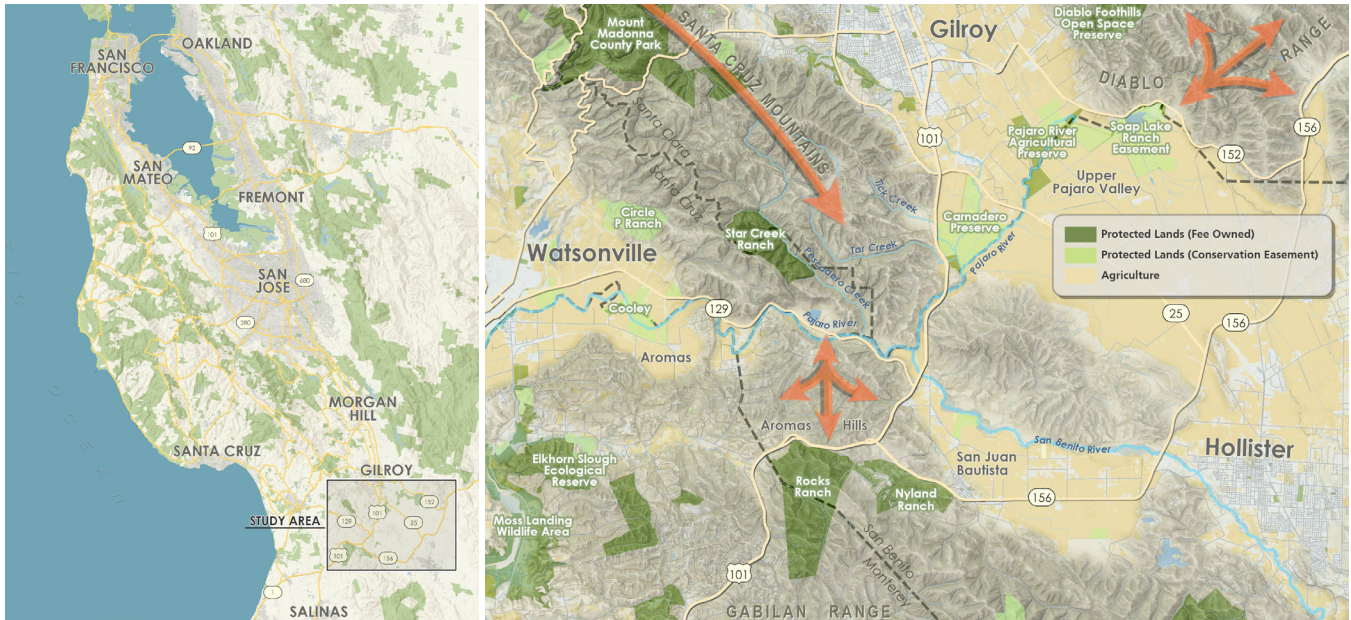 SAN
FRANCISCO
OAKLAND
92
SAN
MATEO
FREMONT
101
SAN
JOSE
680
280
MORGAN
HILL
SANTA CRUZ
GILROY
STUDY AREA
152
101
129
25
101
156
1
SALINAS
Mount
Madonna
County Park
SANTA CRUZ MOUNTAINS
Gilroy
Diablo Foothills
Open Space
Preserve
DIABLO RANGE
156
101
152
Santa Clara
Santa Cruz
Pajaro River
Agricultural
Preserve
Soap Lake
Ranch
Easement
Upper
Pajaro Valley
Tick Creek
Circle
P Ranch
Carnadero
Preserve
Star Creek
Ranch
Tar Creek
Pescadero Creek
Pajaro River
Watsonville
Protected Lands (Fee Owned)
Protected Lands (Conservation Easement)
Agriculture
Cooley
129
Pajaro River
25
156
Aromas
Aromas Hills
San Benito River
Hollister
San Juan
Bautista
Elkhorn Slough
Ecological
Reserve
Rocks
Ranch
Nyland
Ranch
156
Moss Landing
Wildlife Area
San Benito
Monterey
101
GABILAN RANGE